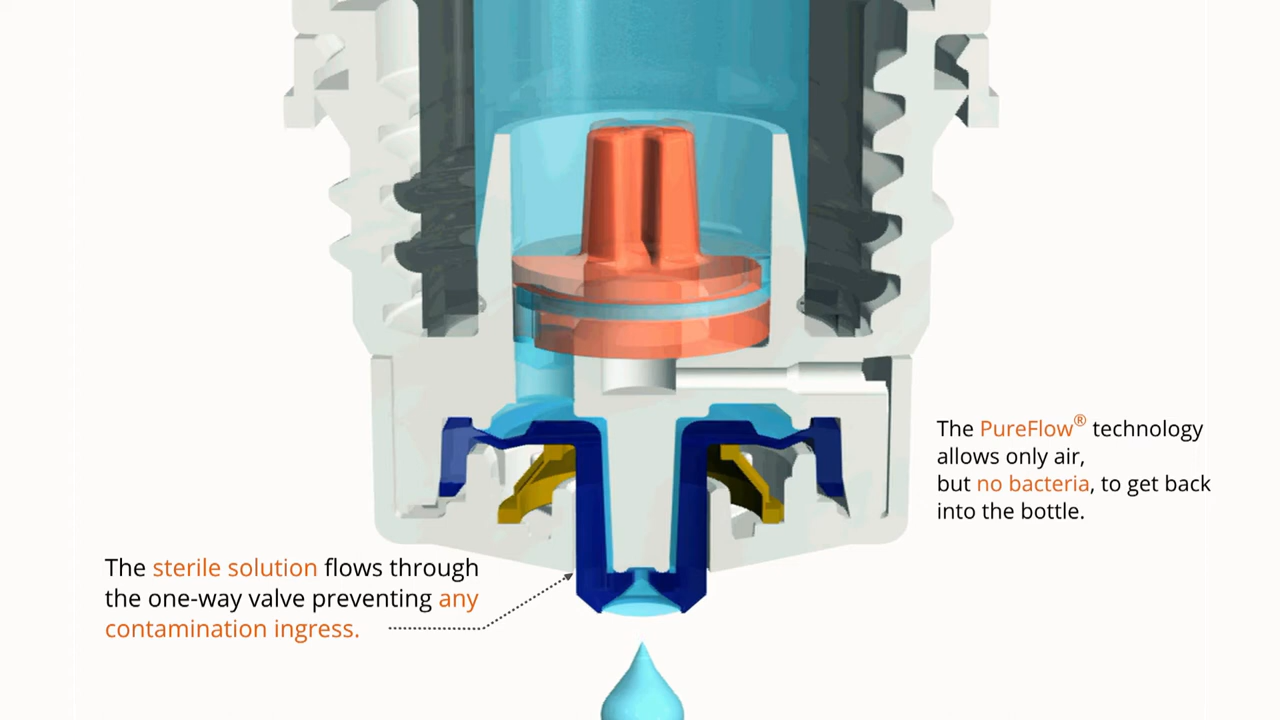 The PureFlow® technology
allows only air,
but no bacteria, to get back
into the bottle.
The sterile solution flows through
the one-way valve preventing any
contamination ingress.